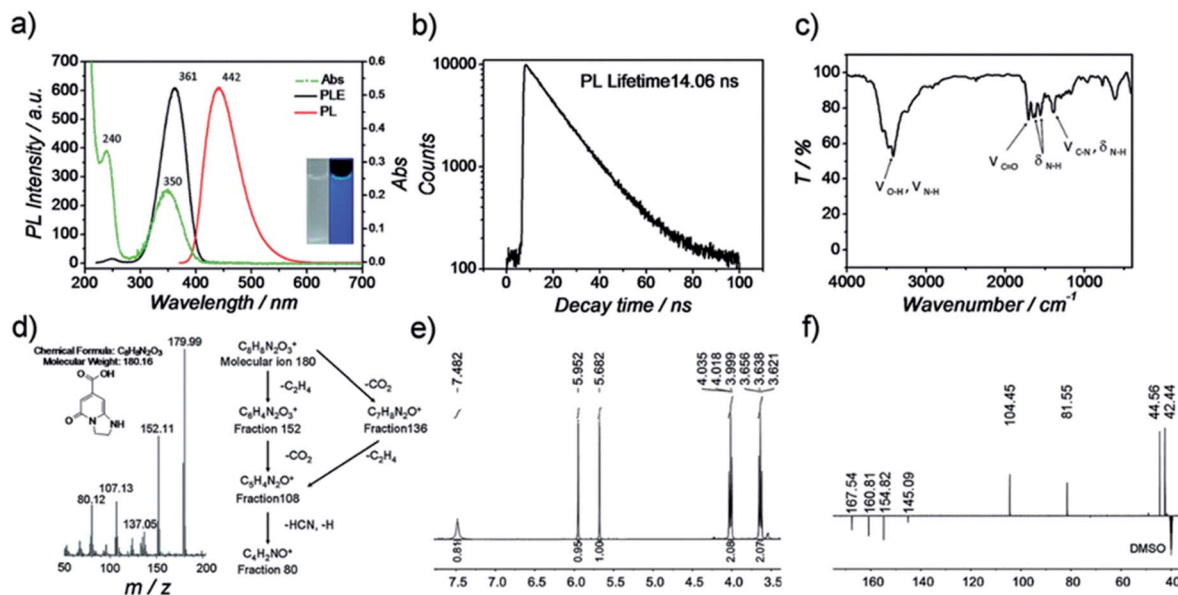 a)
700
600
500
400
300
200
100
0
PL Intensity / a.u.
200 300 400 500 600 700
Wavelength / nm
0.6
0.5
0.4
0.3
0.2
0.1
0.0
Abs
240
350
361
442
Abs
PLE
PL
b)
10000
1000
100
Counts
0 20 40 60 80 100
Decay time / ns
PL Lifetime14.06 ns
c)
100
80
60
40
20
0
T / %
4000 3000 2000 1000
Wavenumber / cm⁻¹
V O-H , V N-H
V C=O
δ N-H
V C-N , δ N-H
d)
Chemical Formula: C₈H₈N₂O₃
Molecular Weight: 180.16
O
OH
O
N
NH
179.99
152.11
137.05
107.13
80.12
50 100 150 200
m / z
C₈H₈N₂O₃⁺
Molecular ion 180
-C₂H₄
-CO₂
C₆H₄N₂O₃⁺
Fraction 152
C₇H₈N₂O⁺
Fraction136
-CO₂
-C₂H₄
C₅H₄N₂O⁺
Fraction108
-HCN, -H
C₄H₂NO⁺
Fraction 80
e)
7.482
5.952
5.682
4.035
4.018
3.999
3.656
3.638
3.621
0.81
0.95
1.00
2.08
2.07
7.5 7.0 6.5 6.0 5.5 5.0 4.5 4.0 3.5
f)
167.54
160.81
154.82
145.09
104.45
81.55
44.56
42.44
DMSO
160 140 120 100 80 60 40